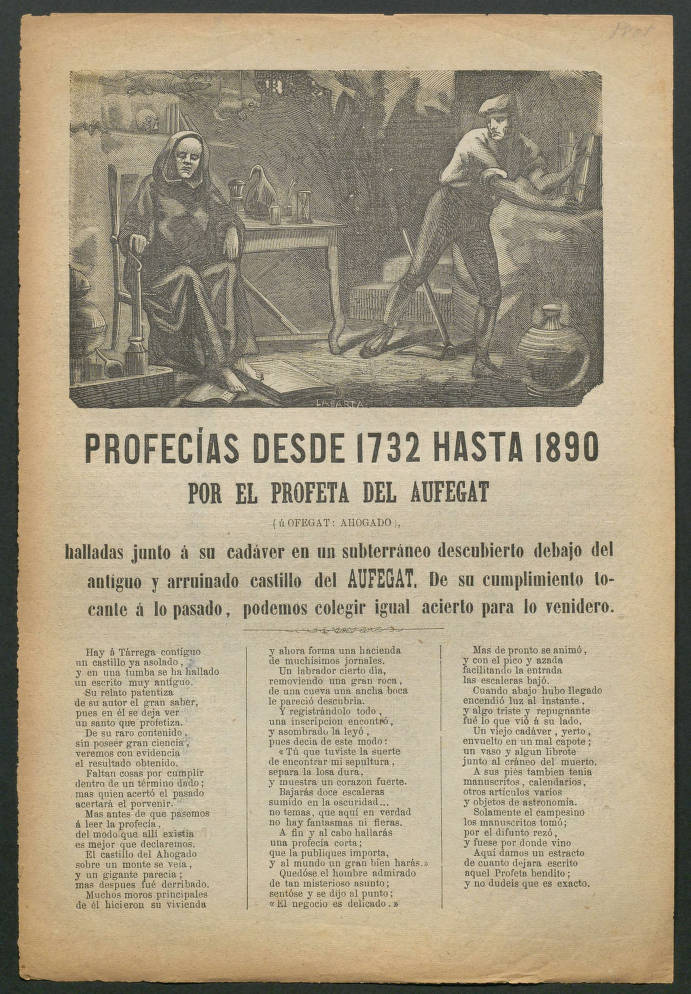 LABARTA
PROFECÍAS DESDE 1732 HASTA 1890
POR EL PROFETA DEL AUFEGAT
(ú OFEGAT: AHOGADO),
halladas junto á su cadáver en un subterráneo descubierto debajo del
antiguo y arruinado castillo del AUFEGAT. De su cumplimiento to-
cante á lo pasado, podemos colegir igual acierto para lo venidero.
Hay á Tárrega contiguo
un castillo ya asolado,
y en una tumba se ha hallado
un escrito muy antiguo.
Su relato patentiza
de su autor el gran saber,
pues en él se deja ver
un santo que profetiza.
De su raro contenido,
sin poseer gran ciencia,
veremos con evidencia
el resultado obtenido.
Faltan cosas por cumplir
dentro de un término dado;
mas quien acertó el pasado
acertará el porvenir.
Mas antes de que pasemos
á leer la profecía,
del modo que allí existia
es mejor que declaremos.
El castillo del Ahogado
sobre un monte se veia,
y un gigante parecia;
mas despues fué derribado.
Muchos moros principales
de él hicieron su vivienda
y ahora forma una hacienda
de muchísimos jornales.
Un labrador cierto dia,
removiendo una gran roca,
de una cueva una ancha boca
le pareció descubria.
Y registrándolo todo,
una inscripcion encontró,
y asombrado la leyó,
pues decia de este modo:
«Tú que tuviste la suerte
de encontrar mi sepultura,
separa la losa dura,
y muestra un corazon fuerte.
Bajarás doce escaleras
sumido en la oscuridad...
no temas, que aquí en verdad
no hay fantasmas ni fieras.
A fin y al cabo hallarás
una profecía corta;
que la publiques importa,
y al mundo un gran bien harás.»
Quedóse el hombre admirado
de tan misterioso asunto;
sentóse y se dijo al punto;
«El negocio es delicado.»
Mas de pronto se animó,
y con el pico y azada
facilitando la entrada
las escaleras bajó.
Cuando abajo hubo llegado
encendió luz al instante,
y algo triste y repugnante
fué lo que vió á su lado.
Un viejo cadáver, yerto,
envuelto en un mal capote;
un vaso y algun librote
junto al cráneo del muerto.
A sus piés tambien tenia
manuscritos, calendarios,
otros artículos varios
y objetos de astronomía.
Solamente el campesino
los manuscritos tomó;
por el difunto rezó,
y fuese por donde vino
Aquí damos un estracto
de cuanto dejara escrito
aquel Profeta bendito;
y no dudeis que es exacto.